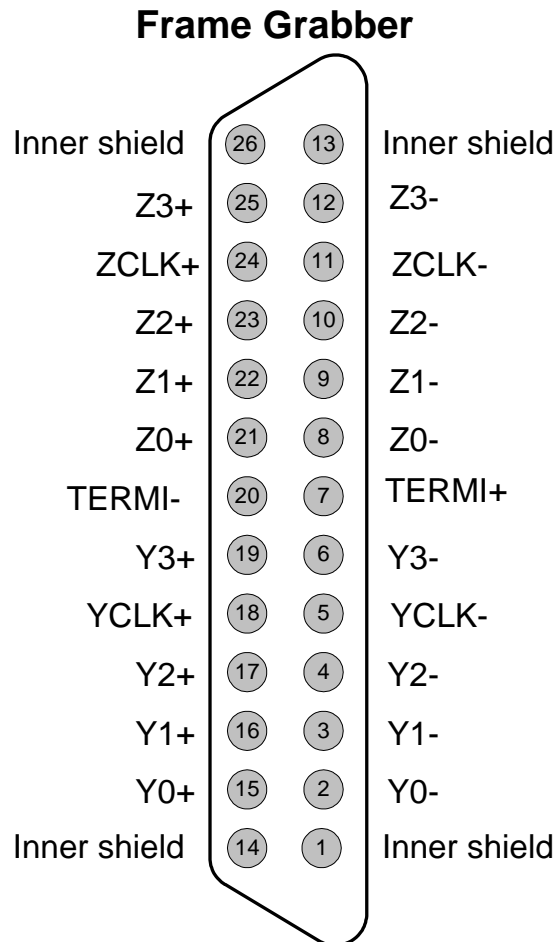 Frame Grabber
Inner shield 26 13 Inner shield
Z3+ 25 12 Z3-
ZCLK+ 24 11 ZCLK-
Z2+ 23 10 Z2-
Z1+ 22 9 Z1-
Z0+ 21 8 Z0-
TERMI- 20 7 TERMI+
Y3+ 19 6 Y3-
YCLK+ 18 5 YCLK-
Y2+ 17 4 Y2-
Y1+ 16 3 Y1-
Y0+ 15 2 Y0-
Inner shield 14 1 Inner shield